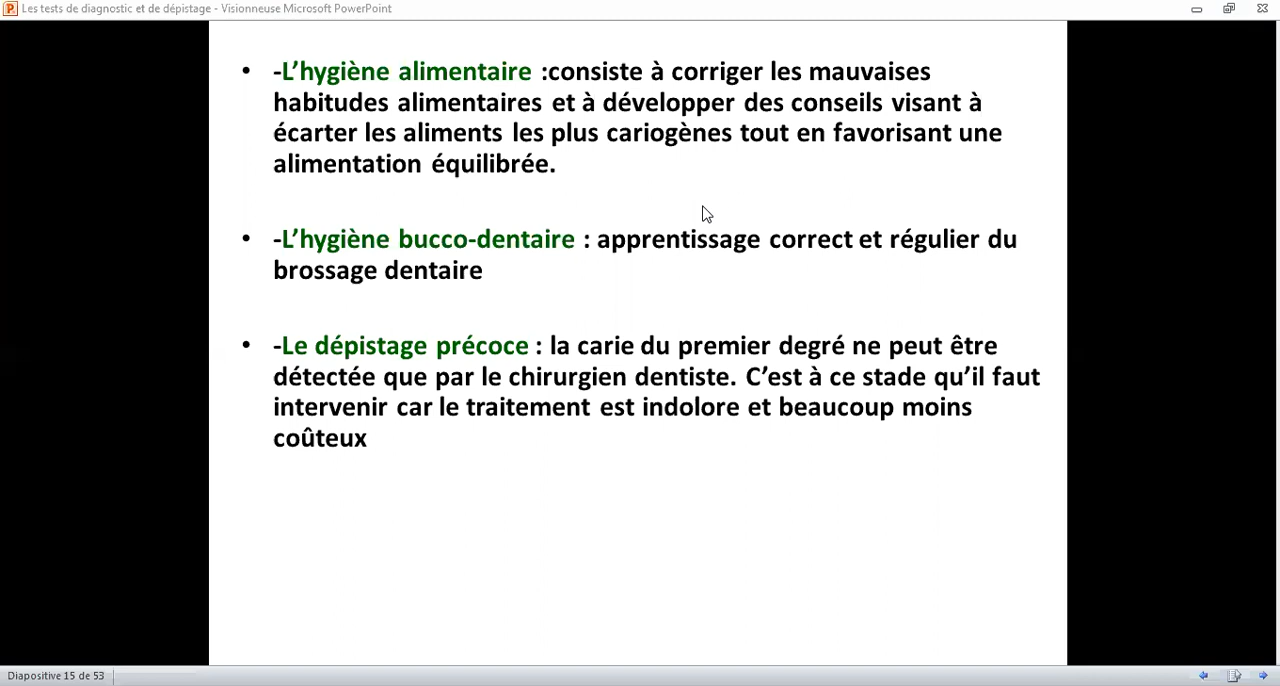 Les tests de diagnostic et de dépistage - Visionneuse Microsoft PowerPoint
• -L’hygiène alimentaire :consiste à corriger les mauvaises
habitudes alimentaires et à développer des conseils visant à
écarter les aliments les plus cariogènes tout en favorisant une
alimentation équilibrée.
• -L’hygiène bucco-dentaire : apprentissage correct et régulier du
brossage dentaire
• -Le dépistage précoce : la carie du premier degré ne peut être
détectée que par le chirurgien dentiste. C’est à ce stade qu’il faut
intervenir car le traitement est indolore et beaucoup moins
coûteux
Diapositive 15 de 53